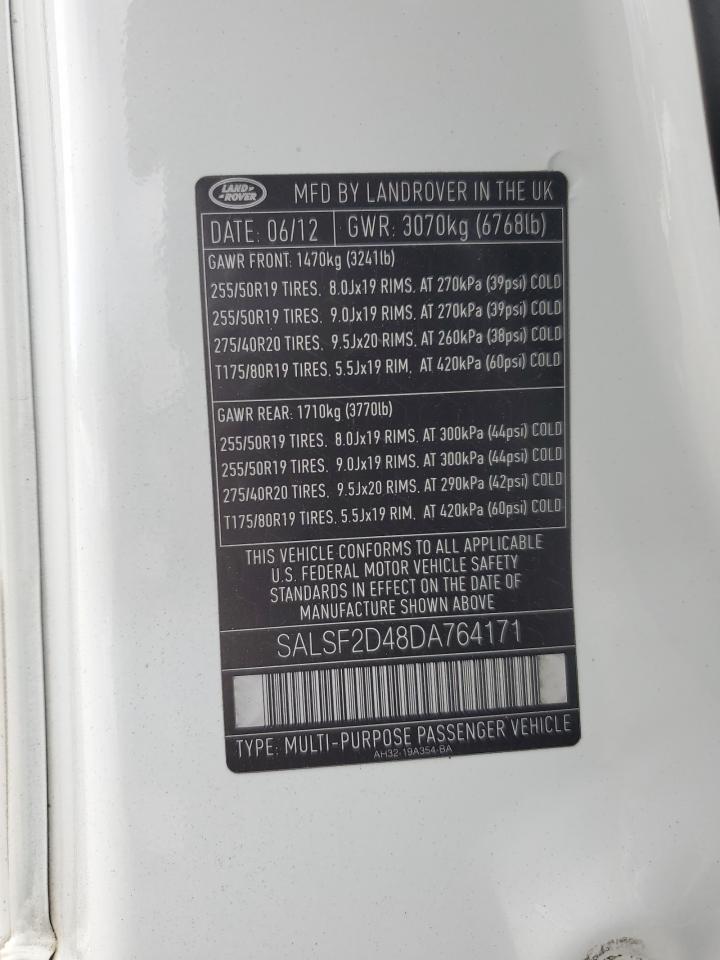 LAND ROVER MFD BY LANDROVER IN THE UK
DATE: 06/12 GWR: 3070kg (6768lb)
GAWR FRONT: 1470kg (3241lb)
255/50R19 TIRES, 8.0Jx19 RIMS, AT 270kPa (39psi) COLD
255/50R19 TIRES, 9.0Jx19 RIMS, AT 270kPa (39psi) COLD
275/40R20 TIRES, 9.5Jx20 RIMS, AT 260kPa (38psi) COLD
T175/80R19 TIRES, 5.5Jx19 RIM, AT 420kPa (60psi) COLD
GAWR REAR: 1710kg (3770lb)
255/50R19 TIRES, 8.0Jx19 RIMS, AT 300kPa (44psi) COLD
255/50R19 TIRES, 9.0Jx19 RIMS, AT 300kPa (44psi) COLD
275/40R20 TIRES, 9.5Jx20 RIMS, AT 290kPa (42psi) COLD
T175/80R19 TIRES, 5.5Jx19 RIM, AT 420kPa (60psi) COLD
THIS VEHICLE CONFORMS TO ALL APPLICABLE
U.S. FEDERAL MOTOR VEHICLE SAFETY
STANDARDS IN EFFECT ON THE DATE OF
MANUFACTURE SHOWN ABOVE
SALSF2D48DA764171
TYPE: MULTI-PURPOSE PASSENGER VEHICLE
AH32-19A354-BA